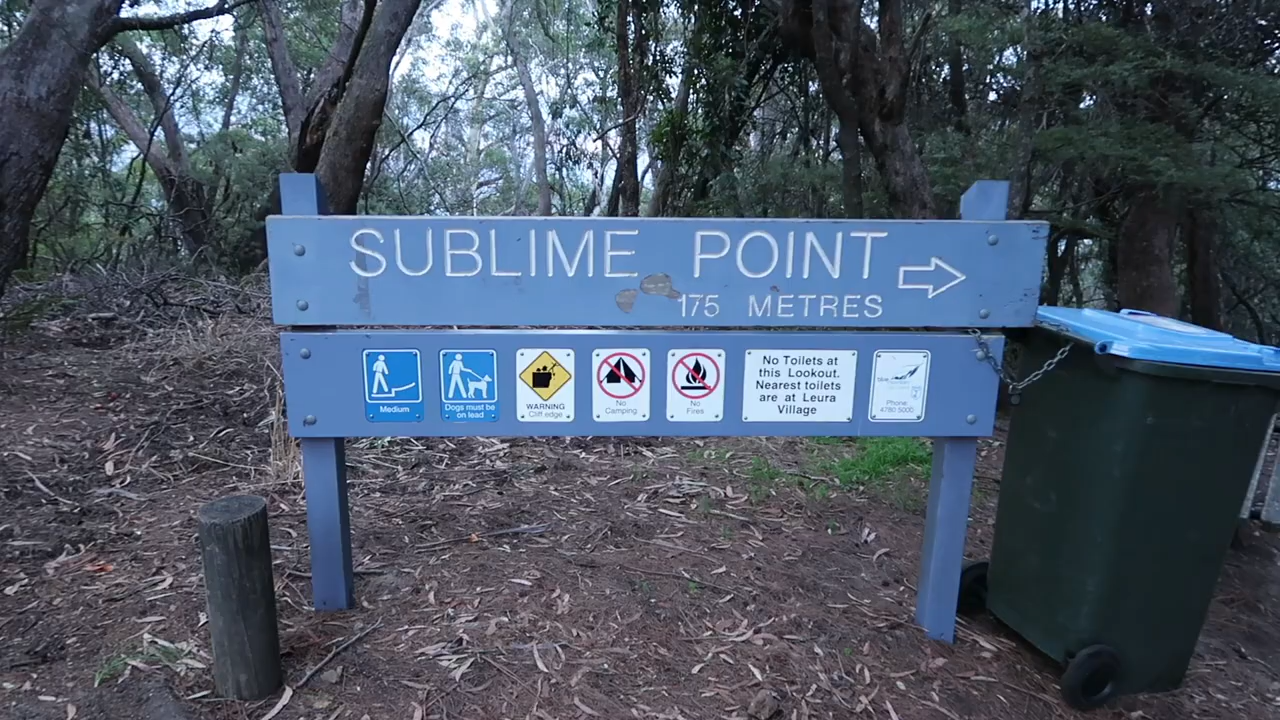 SUBLIME POINT
175 METRES
Medium
Dogs must be
on lead
WARNING
Cliff edge
No
Camping
No
Fires
No Toilets at
this Lookout.
Nearest toilets
are at Leura
Village
Phone:
4780 5000